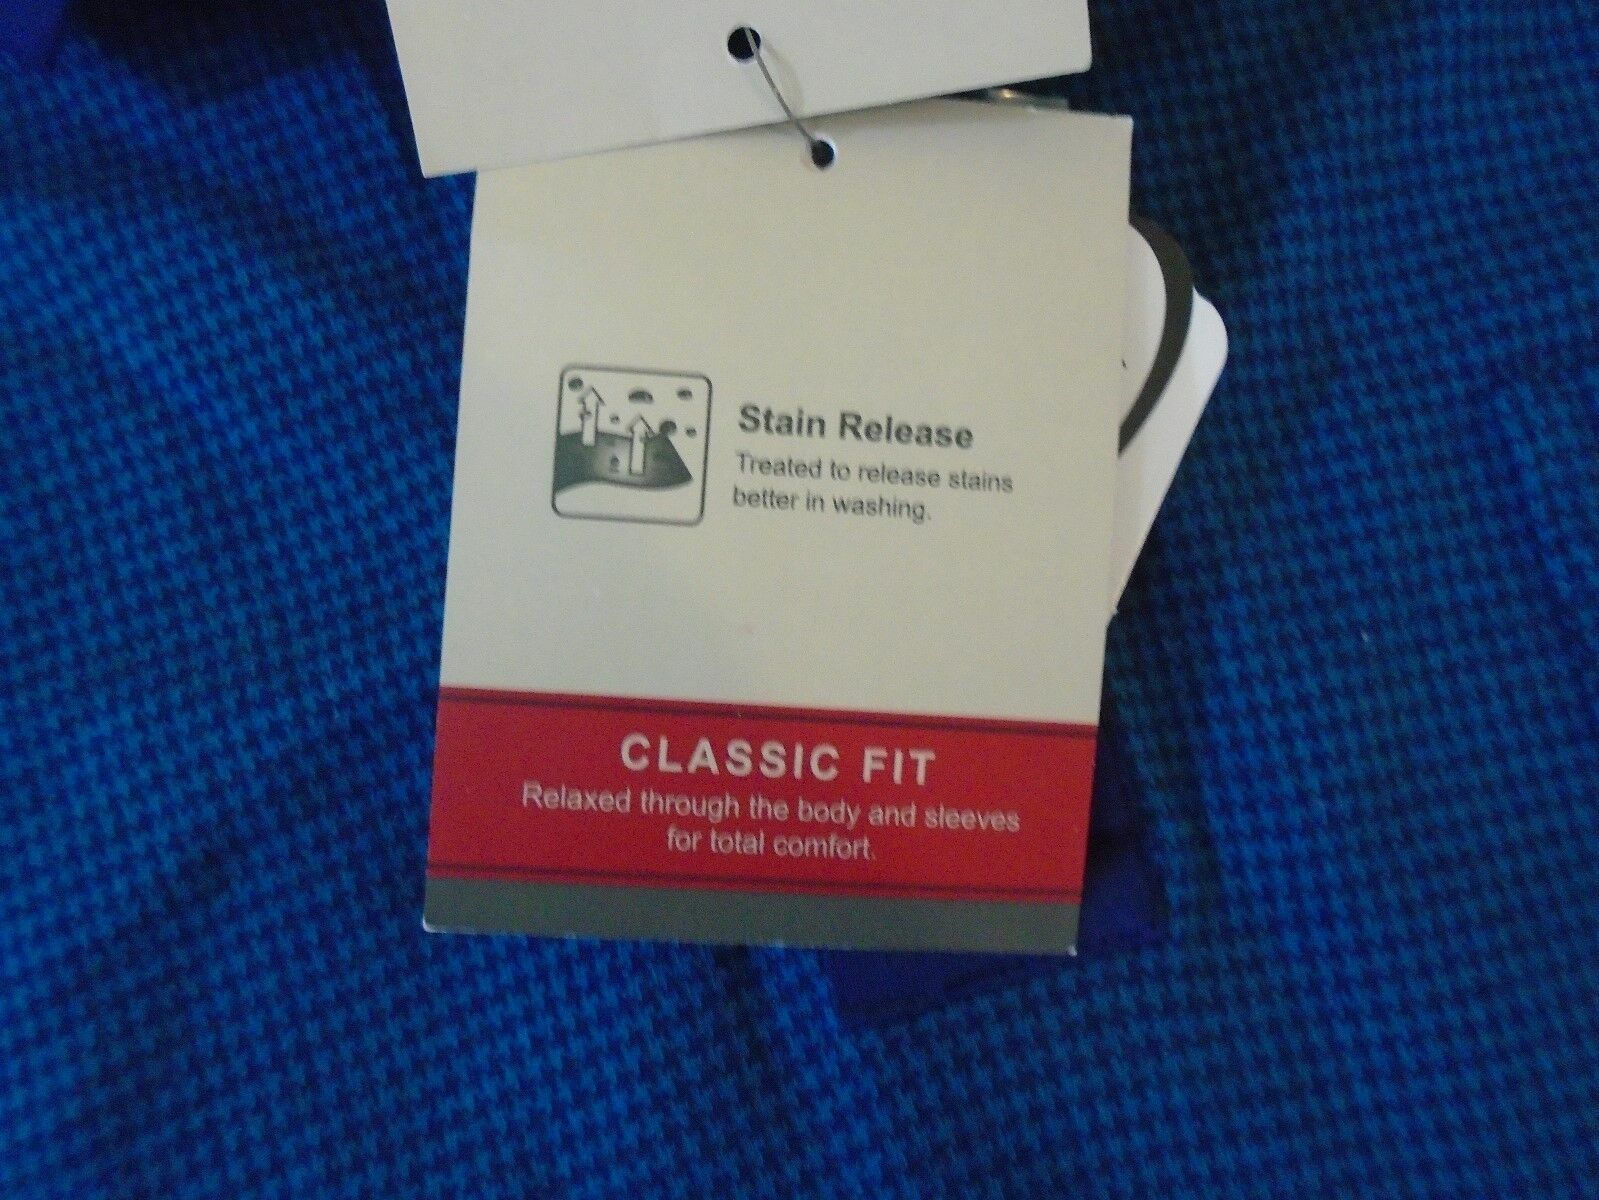 Stain Release
Treated to release stains
better in washing.
CLASSIC FIT
Relaxed through the body and sleeves
for total comfort.